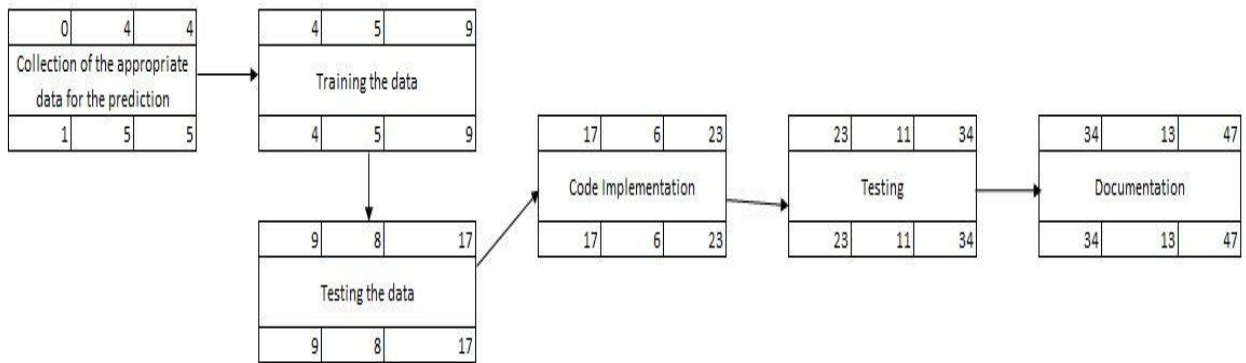 0 4 4
Collection of the appropriate
data for the prediction
1 5 5
4 5 9
Training the data
4 5 9
9 8 17
Testing the data
9 8 17
17 6 23
Code Implementation
17 6 23
23 11 34
Testing
23 11 34
34 13 47
Documentation
34 13 47